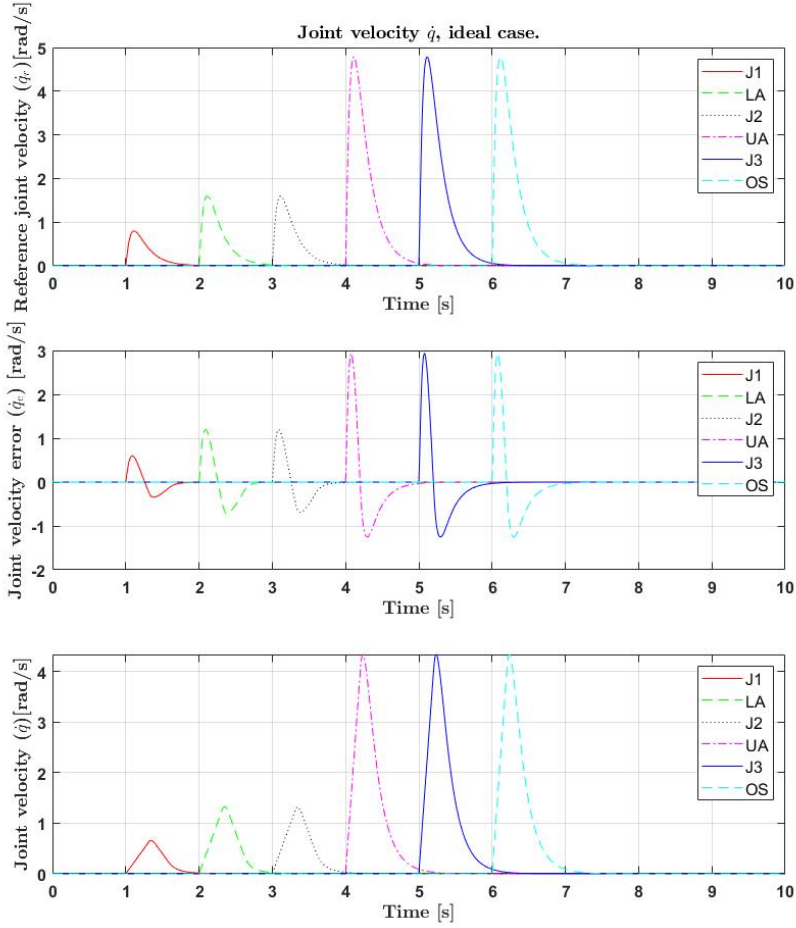 Joint velocity q̇, ideal case.
Reference joint velocity (q̇ᵣ)[rad/s]
5
4
3
2
1
0
J1
LA
J2
UA
J3
OS
0 1 2 3 4 5 6 7 8 9 10
Time [s]
Joint velocity error (q̇ₑ) [rad/s]
3
2
1
0
-1
-2
J1
LA
J2
UA
J3
OS
0 1 2 3 4 5 6 7 8 9 10
Time [s]
Joint velocity (q̇)[rad/s]
4
3
2
1
0
J1
LA
J2
UA
J3
OS
0 1 2 3 4 5 6 7 8 9 10
Time [s]